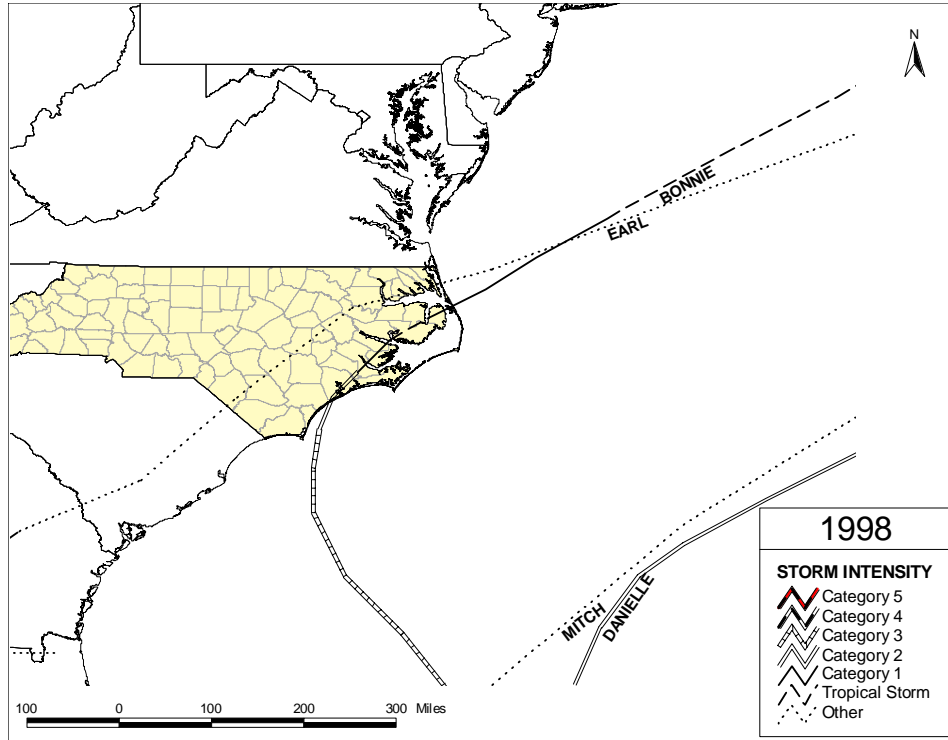 N
BONNIE
EARL
MITCH
DANIELLE
1998
STORM INTENSITY
Category 5
Category 4
Category 3
Category 2
Category 1
Tropical Storm
Other
100 0 100 200 300 Miles